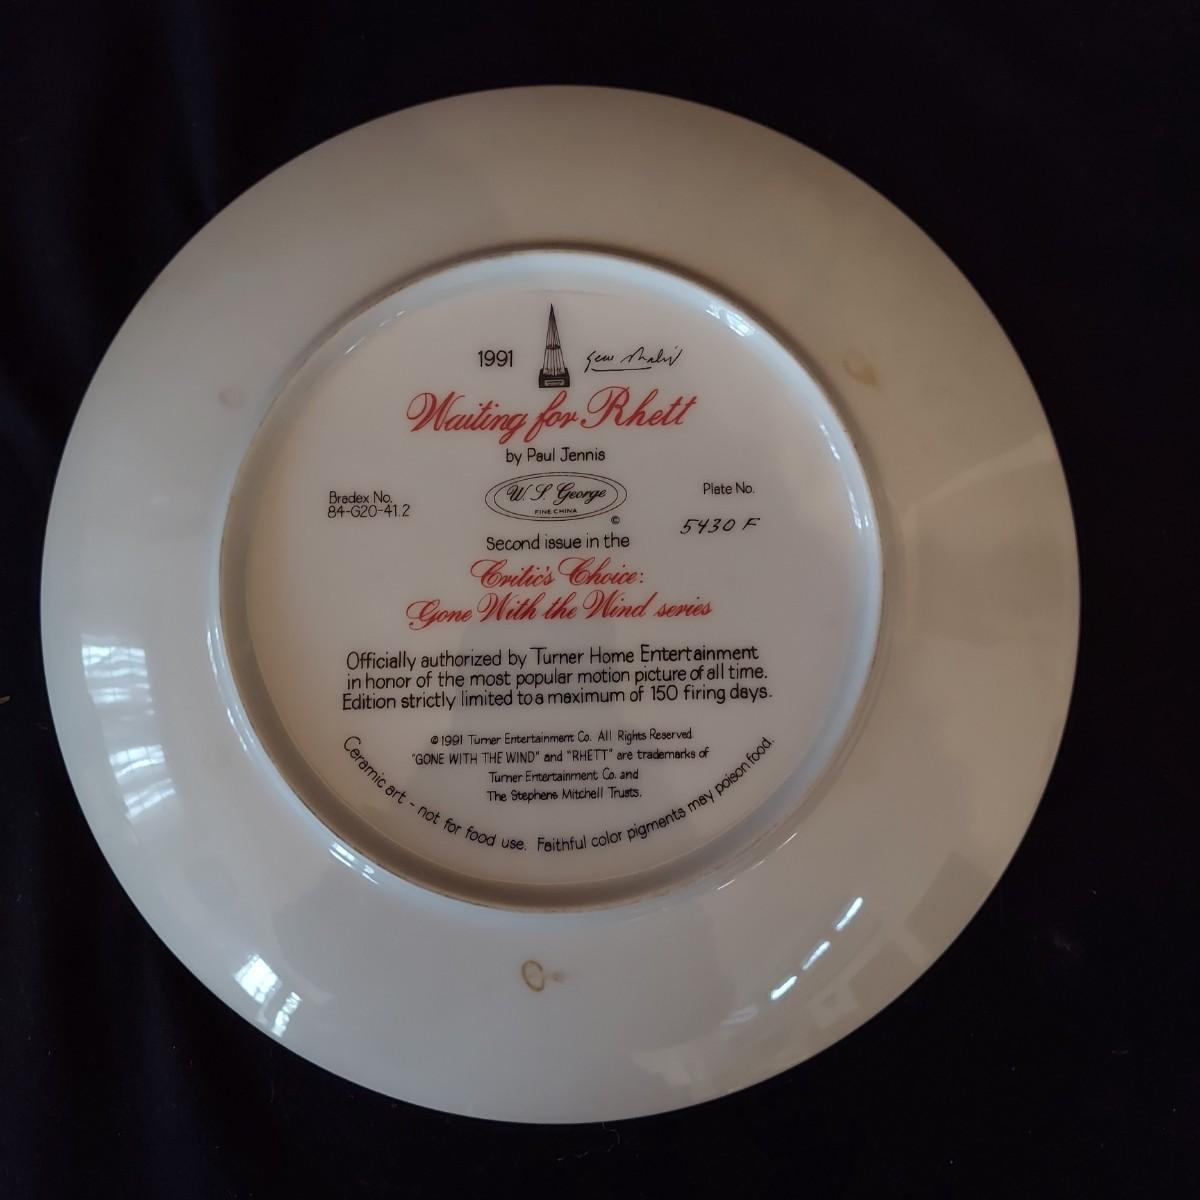 1991
Waiting for Rhett
by Paul Jennis
Bradex No.
84-G20-41.2
W. S. George
FINE CHINA
©
Plate No.
5430 F
Second issue in the
Critic's Choice:
Gone With the Wind series
Officially authorized by Turner Home Entertainment
in honor of the most popular motion picture of all time.
Edition strictly limited to a maximum of 150 firing days.
©1991 Turner Entertainment Co. All Rights Reserved
"GONE WITH THE WIND" and "RHETT" are trademarks of
Turner Entertainment Co. and
The Stephens Mitchell Trusts.
Ceramic art - not for food use. Faithful color pigments may poison food.